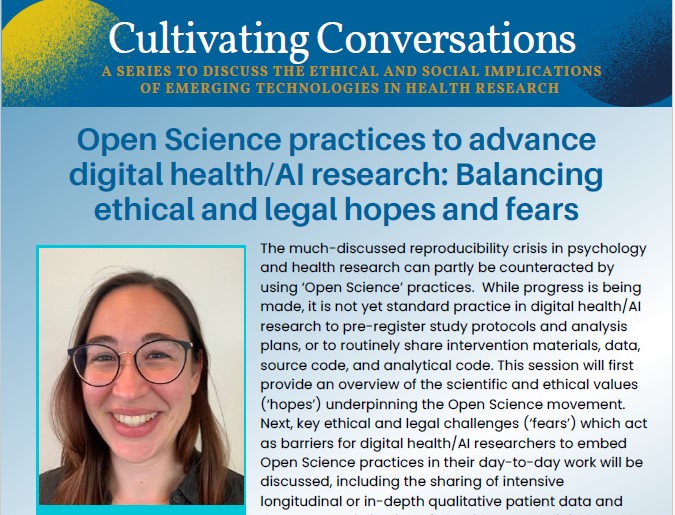 Cultivating Conversations
A SERIES TO DISCUSS THE ETHICAL AND SOCIAL IMPLICATIONS
OF EMERGING TECHNOLOGIES IN HEALTH RESEARCH
Open Science practices to advance
digital health/AI research: Balancing
ethical and legal hopes and fears
The much-discussed reproducibility crisis in psychology
and health research can partly be counteracted by
using ‘Open Science’ practices.  While progress is being
made, it is not yet standard practice in digital health/AI
research to pre-register study protocols and analysis
plans, or to routinely share intervention materials, data,
source code, and analytical code. This session will first
provide an overview of the scientific and ethical values
(‘hopes’) underpinning the Open Science movement.
Next, key ethical and legal challenges (‘fears’) which act
as barriers for digital health/AI researchers to embed
Open Science practices in their day-to-day work will be
discussed, including the sharing of intensive
longitudinal or in-depth qualitative patient data and